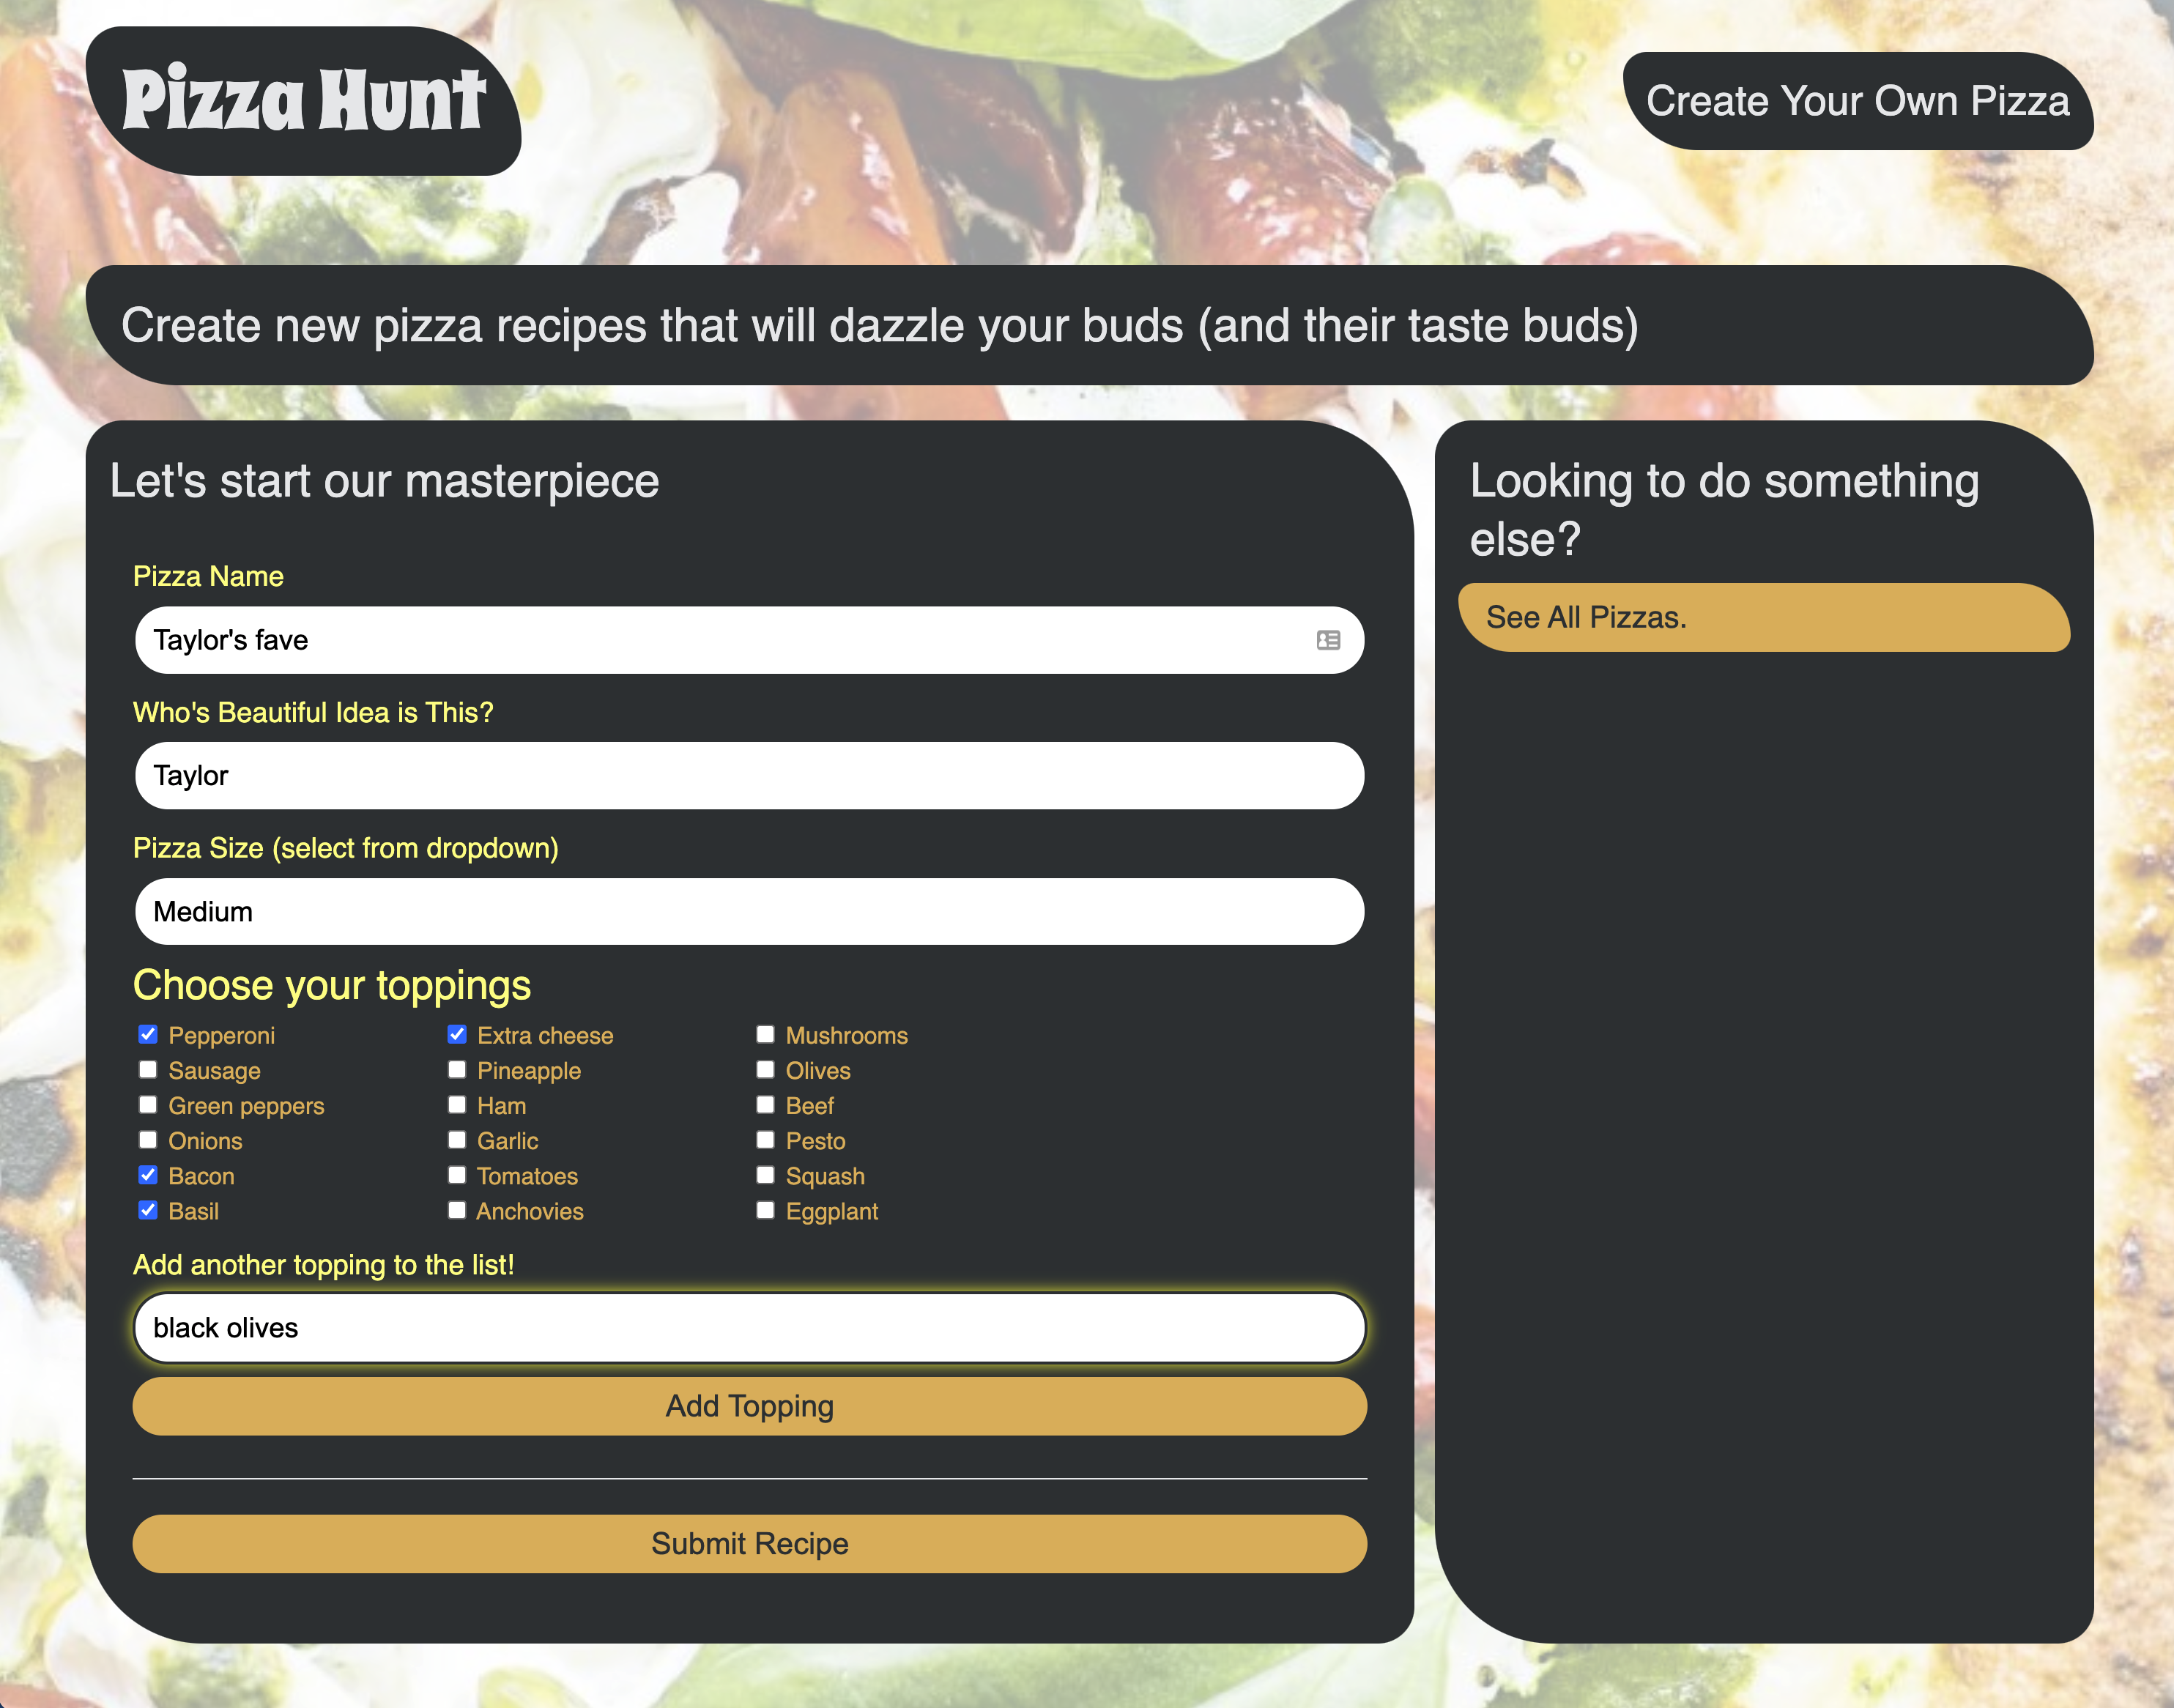 Pizza Hunt
Create Your Own Pizza
Create new pizza recipes that will dazzle your buds (and their taste buds)
Let's start our masterpiece
Pizza Name
Taylor's fave
Who's Beautiful Idea is This?
Taylor
Pizza Size (select from dropdown)
Medium
Choose your toppings
Pepperoni
Extra cheese
Mushrooms
Sausage
Pineapple
Olives
Green peppers
Ham
Beef
Onions
Garlic
Pesto
Bacon
Tomatoes
Squash
Basil
Anchovies
Eggplant
Add another topping to the list!
black olives
Add Topping
Submit Recipe
Looking to do something
else?
See All Pizzas.